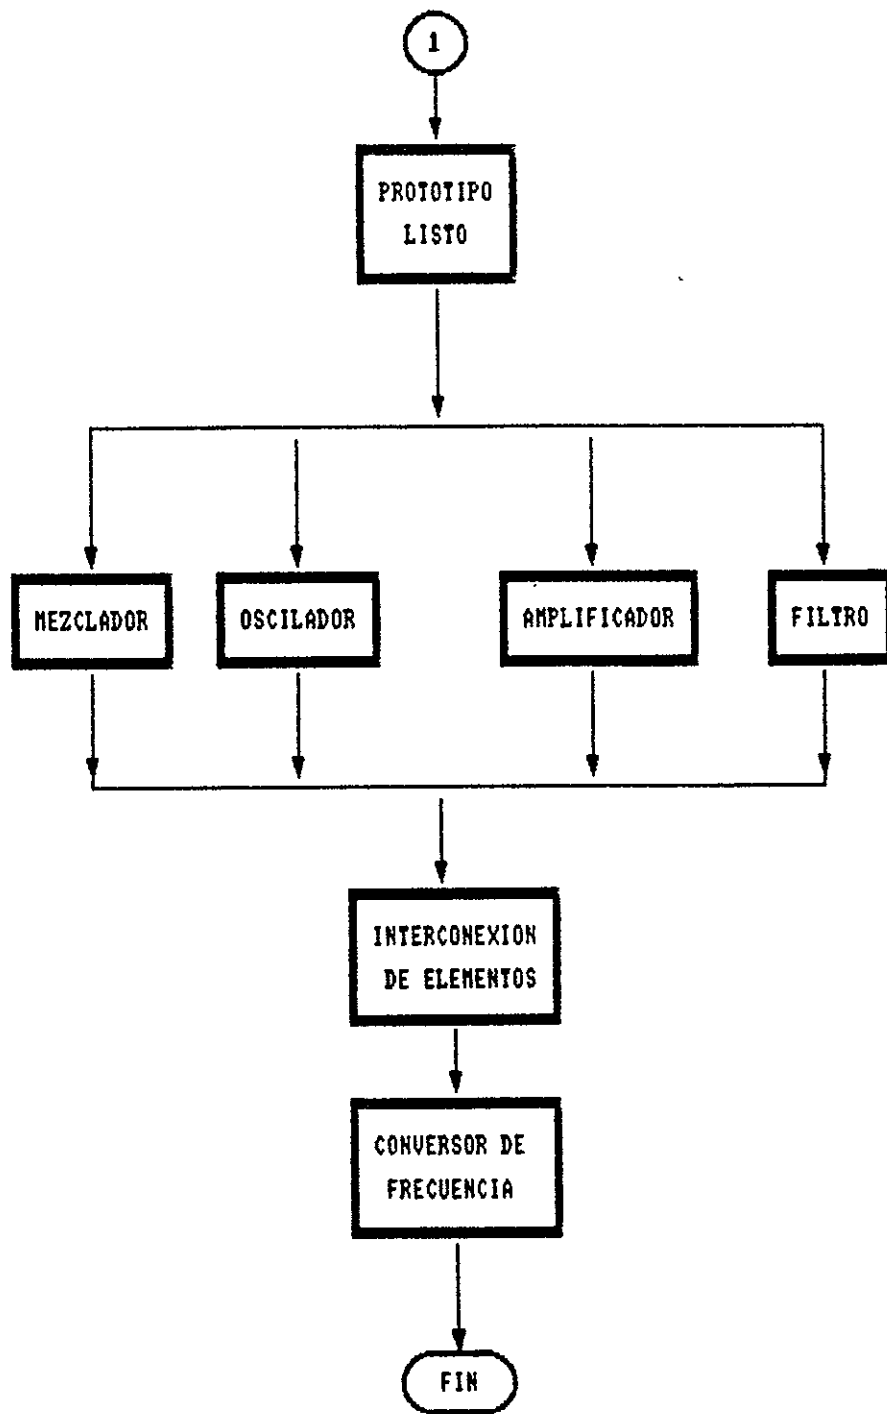 1
PROTOTIPO
LISTO
MEZCLADOR
OSCILADOR
AMPLIFICADOR
FILTRO
INTERCONEXION
DE ELEMENTOS
CONVERSOR DE
FRECUENCIA
FIN